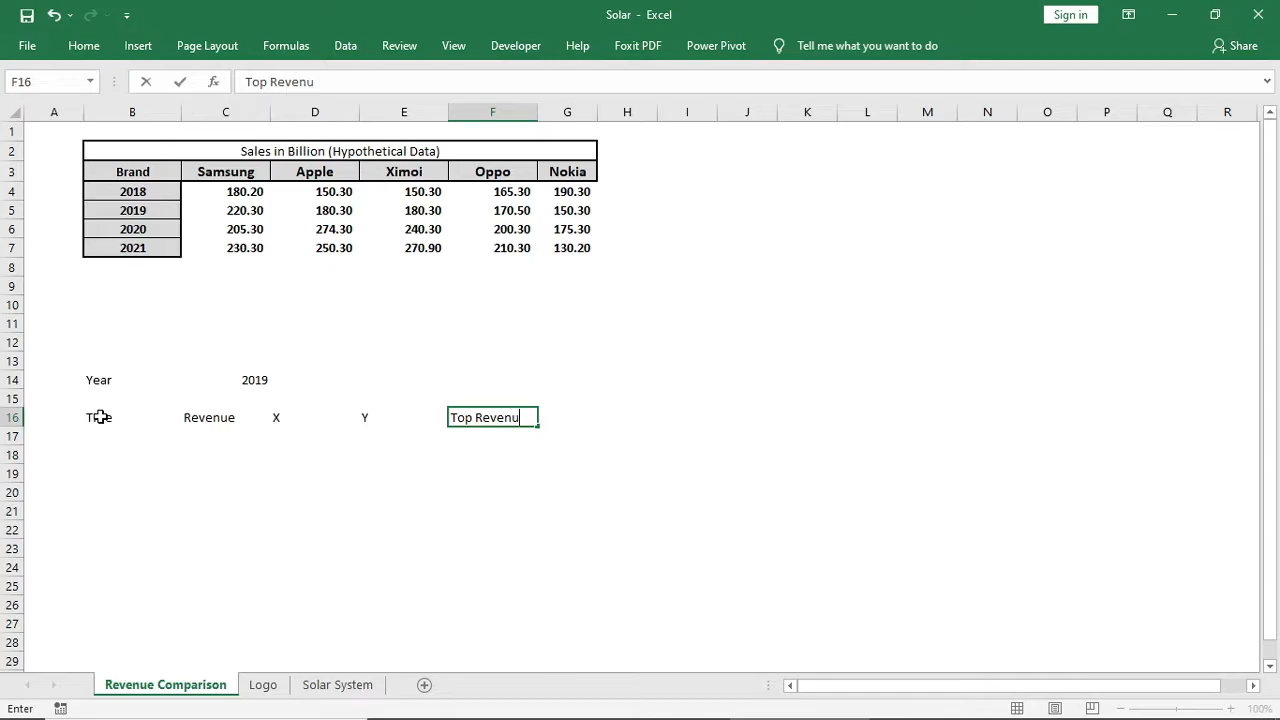 Solar - Excel
Sign in
File Home Insert Page Layout Formulas Data Review View Developer Help Foxit PDF Power Pivot Tell me what you want to do Share
F16 fx Top Revenu
A B C D E F G H I J K L M N O P Q R
1
2 Sales in Billion (Hypothetical Data)
3 Brand Samsung Apple Ximoi Oppo Nokia
4 2018 180.20 150.30 150.30 165.30 190.30
5 2019 220.30 180.30 180.30 170.50 150.30
6 2020 205.30 274.30 240.30 200.30 175.30
7 2021 230.30 250.30 270.90 210.30 130.20
8
9
10
11
12
13
14 Year 2019
15
16 Revenue X Y Top Revenu
17
18
19
20
21
22
23
24
25
26
27
28
29
Revenue Comparison Logo Solar System
Enter 100%